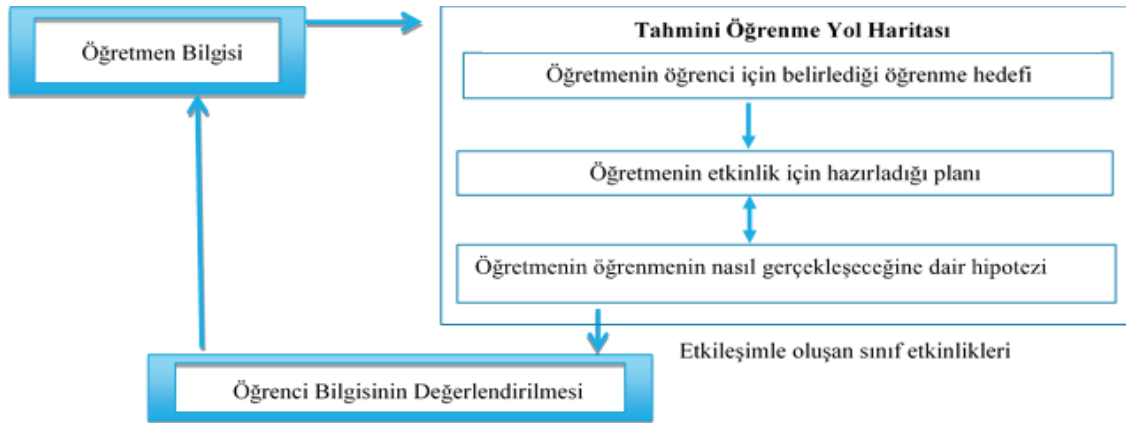 Öğretmen Bilgisi
Tahmini Öğrenme Yol Haritası
Öğretmenin öğrenci için belirlediği öğrenme hedefi
Öğretmenin etkinlik için hazırladığı planı
Öğretmenin öğrenmenin nasıl gerçekleşeceğine dair hipotezi
Etkileşimle oluşan sınıf etkinlikleri
Öğrenci Bilgisinin Değerlendirilmesi